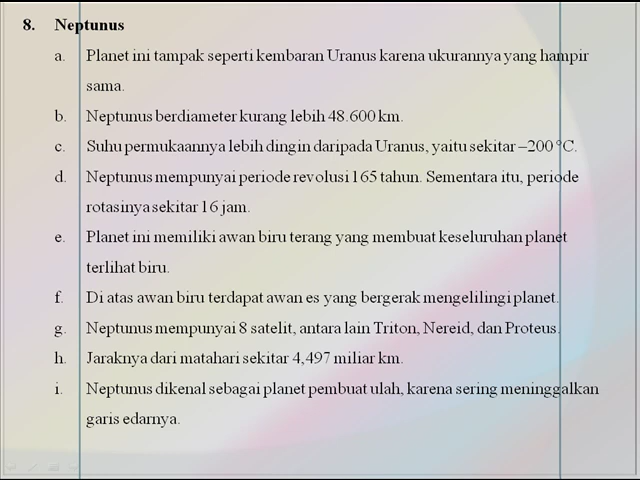 8. Neptunus
a. Planet ini tampak seperti kembaran Uranus karena ukurannya yang hampir
sama.
b. Neptunus berdiameter kurang lebih 48.600 km.
c. Suhu permukaannya lebih dingin daripada Uranus, yaitu sekitar –200 °C.
d. Neptunus mempunyai periode revolusi 165 tahun. Sementara itu, periode
rotasinya sekitar 16 jam.
e. Planet ini memiliki awan biru terang yang membuat keseluruhan planet
terlihat biru.
f. Di atas awan biru terdapat awan es yang bergerak mengelilingi planet.
g. Neptunus mempunyai 8 satelit, antara lain Triton, Nereid, dan Proteus.
h. Jaraknya dari matahari sekitar 4,497 miliar km.
i. Neptunus dikenal sebagai planet pembuat ulah, karena sering meninggalkan
garis edarnya.